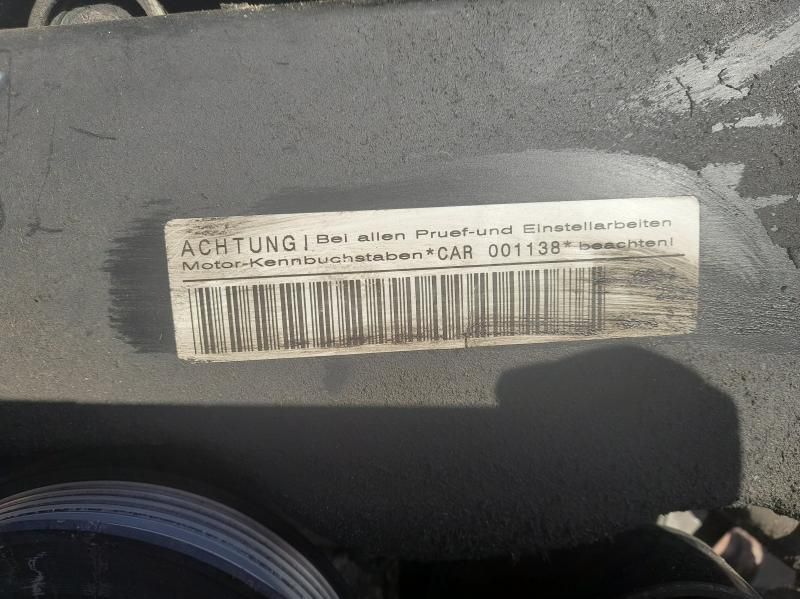 ACHTUNG! Bei allen Pruef-und Einstellarbeiten
Motor-Kennbuchstaben *CAR 001138* beachten!